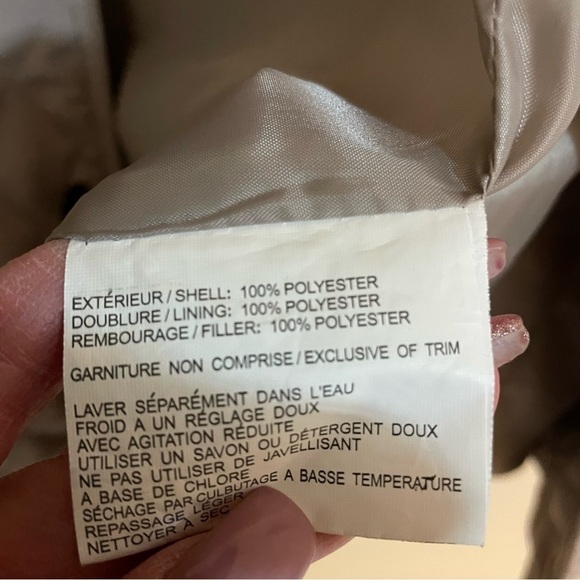 EXTÉRIEUR/SHELL: 100% POLYESTER
DOUBLURE/LINING: 100% POLYESTER
REMBOURAGE/FILLER: 100% POLYESTER
GARNITURE NON COMPRISE/EXCLUSIVE OF TRIM
LAVER SÉPARÉMENT DANS L'EAU
FROID A UN RÉGLAGE DOUX
AVEC AGITATION RÉDUITE
UTILISER UN SAVON OU DÉTERGENT DOUX
NE PAS UTILISER DE JAVELLISANT
A BASE DE CHLORE
SÉCHAGE PAR CULBUTAGE A BASSE TEMPERATURE
REPASSAGE LÉGER
NETTOYER A SEC